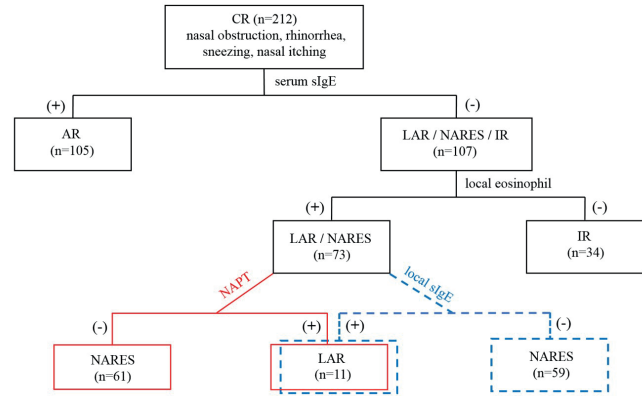 CR (n=212)
nasal obstruction, rhinorrhea,
sneezing, nasal itching
serum sIgE
(+)
(-)
AR
(n=105)
LAR / NARES / IR
(n=107)
local eosinophil
(+)
(-)
LAR / NARES
(n=73)
IR
(n=34)
NAPT
local sIgE
(-)
(+)
(+)
(-)
NARES
(n=61)
LAR
(n=11)
NARES
(n=59)